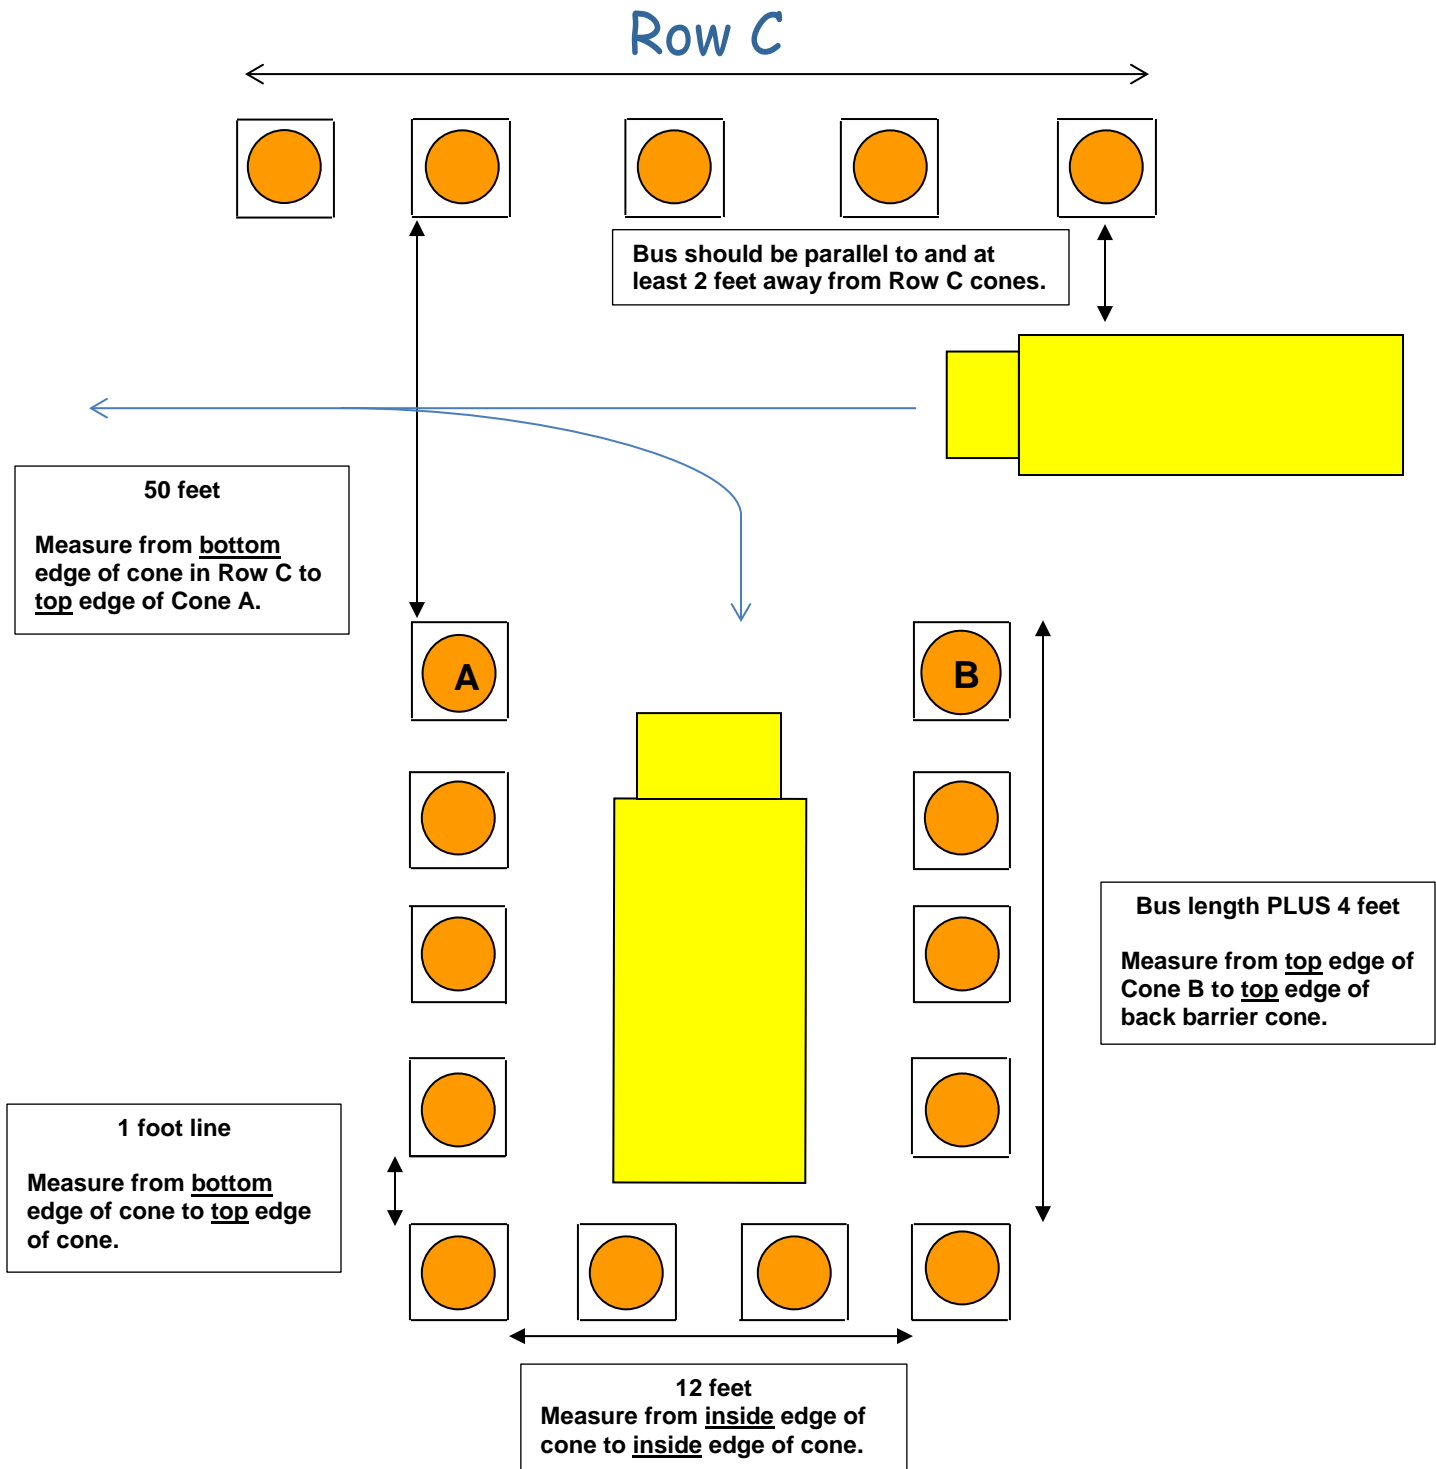 Row C
Bus should be parallel to and at
least 2 feet away from Row C cones.
50 feet
Measure from bottom
edge of cone in Row C to
top edge of Cone A.
A
B
Bus length PLUS 4 feet
Measure from top edge of
Cone B to top edge of
back barrier cone.
1 foot line
Measure from bottom
edge of cone to top edge
of cone.
12 feet
Measure from inside edge of
cone to inside edge of cone.